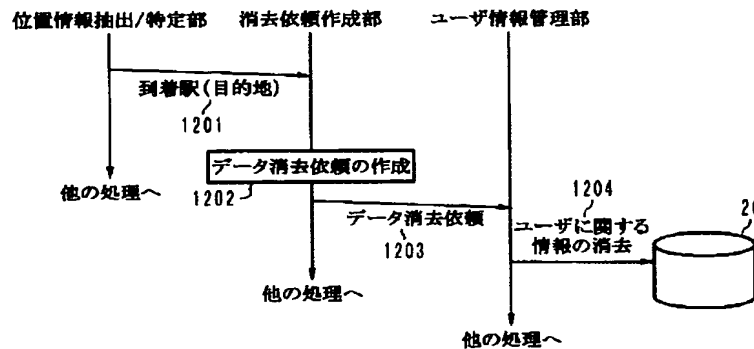 位置情報抽出/特定部
消去依頼作成部
ユーザ情報管理部
到着駅(目的地)
1201
データ消去依頼の作成
1202
他の処理へ
データ消去依頼
1203
1204
ユーザに関する
情報の消去
他の処理へ
他の処理へ